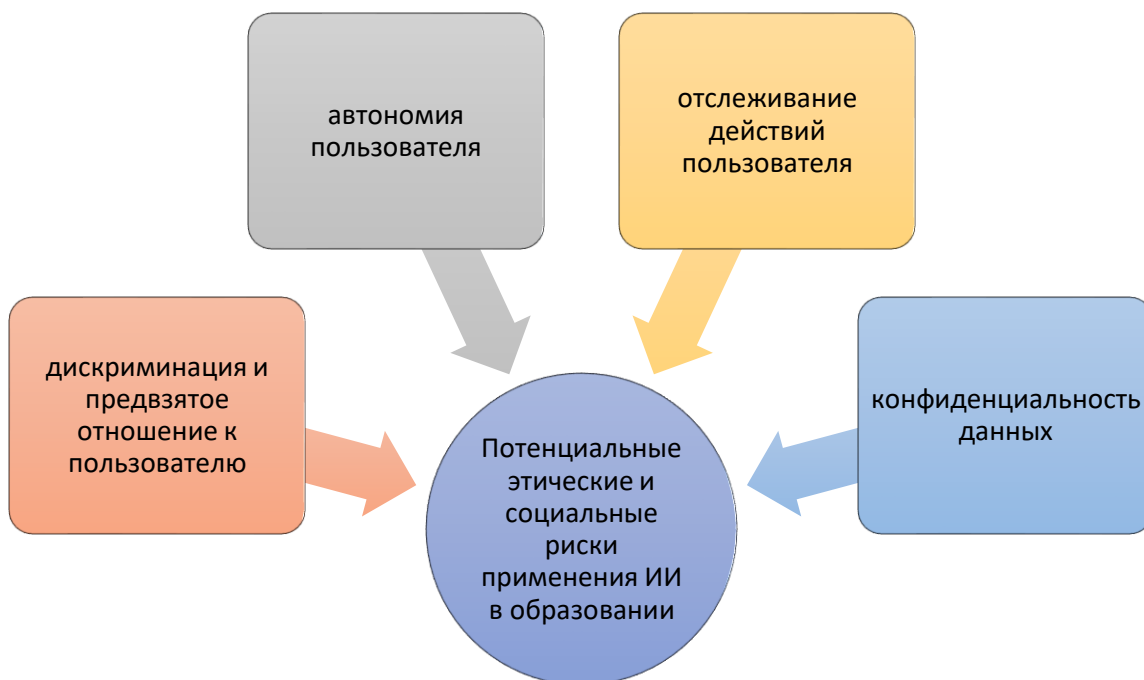 автономия
пользователя
отслеживание
действий
пользователя
дискриминация и
предвзятое
отношение к
пользователю
конфиденциальность
данных
Потенциальные
этические и
социальные
риски
применения ИИ
в образовании